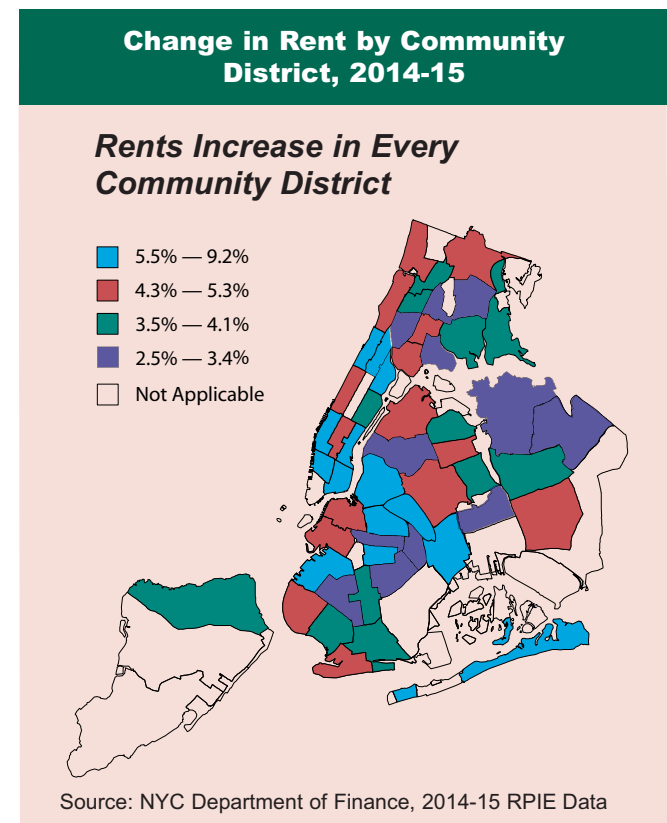 Change in Rent by Community
District, 2014-15
Rents Increase in Every
Community District
5.5% — 9.2%
4.3% — 5.3%
3.5% — 4.1%
2.5% — 3.4%
Not Applicable
Source: NYC Department of Finance, 2014-15 RPIE Data